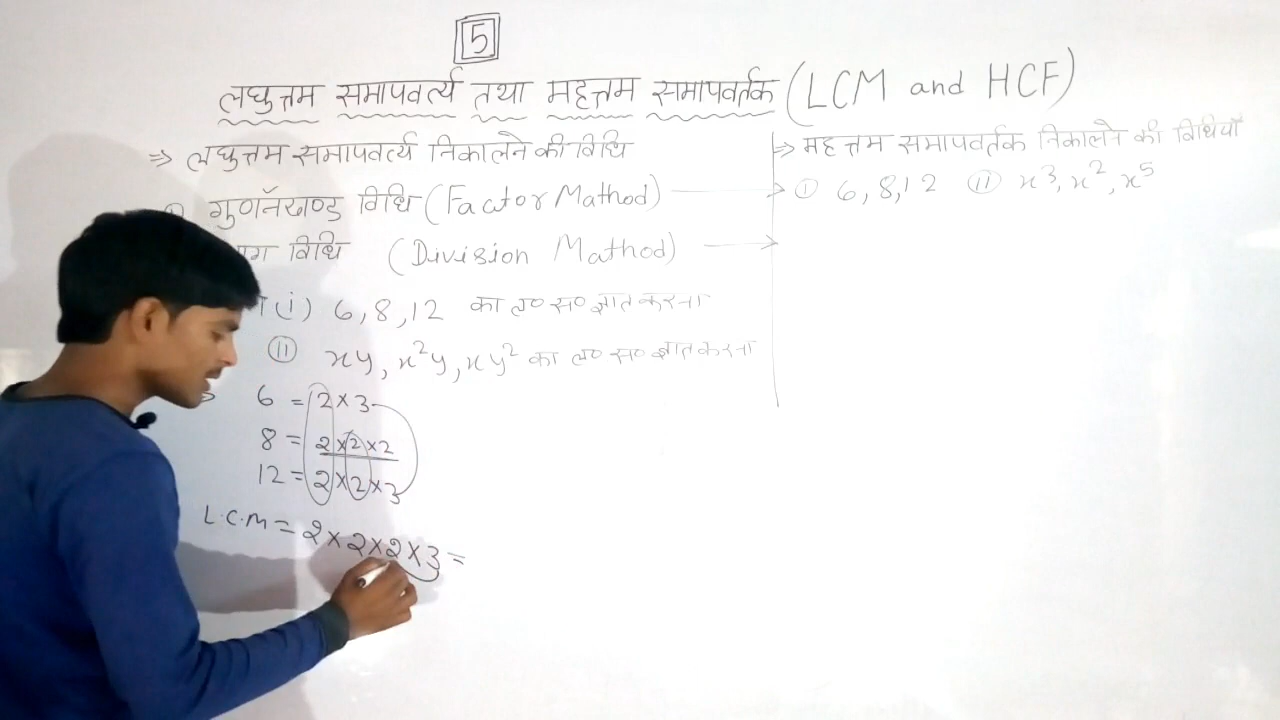 5
लघुत्तम समापवर्त्य तथा महत्तम समापवर्तक (LCM and HCF)
⇒ लघुत्तम समापवर्त्य निकालने की विधि
गुणनॅखण्ड विधि (Factor Mathod)
विधि (Division Mathod)
(i) 6, 8, 12 का ल० स० ज्ञात करना
(ii) xy, x²y, xy² का ल० स० ज्ञात करना
6 = 2 × 3
8 = 2 × 2 × 2
12 = 2 × 2 × 3
L.C.M = 2 × 2 × 2 × 3 =
⇒ महत्तम समापवर्तक निकालने की विधियाँ
(i) 6, 8, 12 (ii) x³, x², x⁵